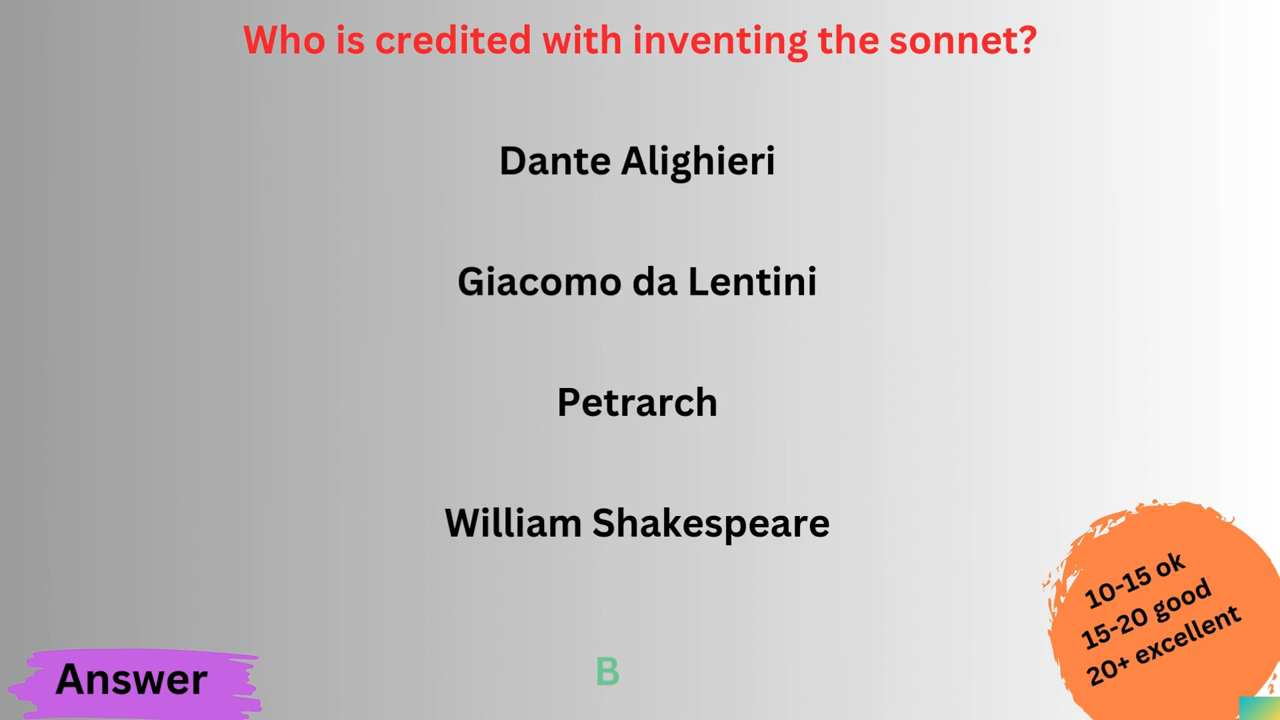 Who is credited with inventing the sonnet?
Dante Alighieri
Giacomo da Lentini
Petrarch
William Shakespeare
10-15 ok
15-20 good
20+ excellent
Answer
B